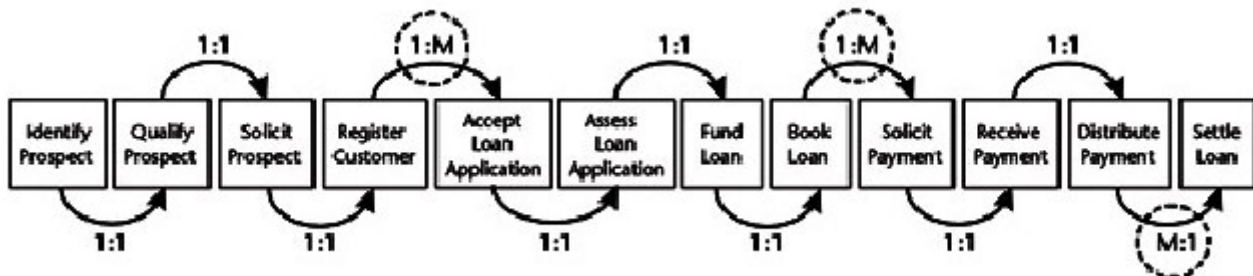 1:1
1:M
1:1
1:M
1:1
Identify
Prospect
Qualify
Prospect
Solicit
Prospect
Register
Customer
Accept
Loan
Application
Assess
Loan
Application
Fund
Loan
Book
Loan
Solicit
Payment
Receive
Payment
Distribute
Payment
Settle
Loan
1:1
1:1
1:1
1:1
1:1
M:1